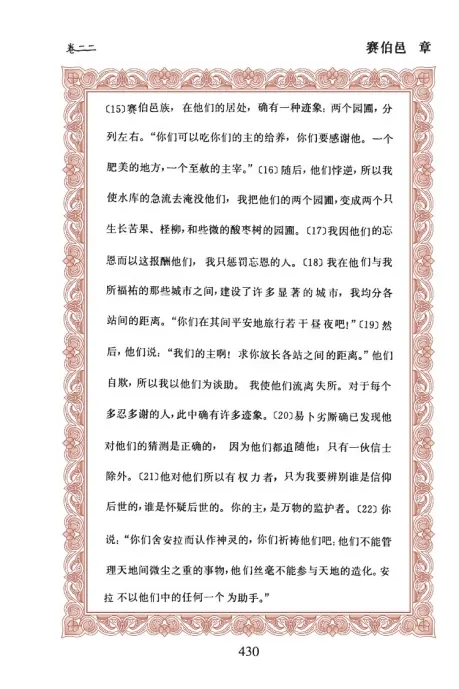 卷二二
赛伯邑 章
〔15〕赛伯邑族，在他们的居处，确有一种迹象：两个园圃，分
列左右。“你们可以吃你们的主的给养，你们要感谢他。一个
肥美的地方，一个至赦的主宰。”〔16〕随后，他们悖逆，所以我
使水库的急流去淹没他们，我把他们的两个园圃，变成两个只
生长苦果、柽柳，和些微的酸枣树的园圃。〔17〕我因他们的忘
恩而以这报酬他们，我只惩罚忘恩的人。〔18〕我在他们与我
所福祐的那些城市之间，建设了许多显著的城市，我均分各
站间的距离。“你们在其间平安地旅行若干昼夜吧！”〔19〕然
后，他们说：“我们的主啊！求你放长各站之间的距离。”他们
自欺，所以我以他们为谈助。我使他们流离失所。对于每个
多忍多谢的人，此中确有许多迹象。〔20〕易卜劣厮确已发现他
对他们的猜测是正确的，因为他们都追随他；只有一伙信士
除外。〔21〕他对他们所以有权力者，只为我要辨别谁是信仰
后世的，谁是怀疑后世的。你的主，是万物的监护者。〔22〕你
说：“你们舍安拉而认作神灵的，你们祈祷他们吧；他们不能管
理天地间微尘之重的事物，他们丝毫不能参与天地的造化。安
拉不以他们中的任何一个为助手。”
430